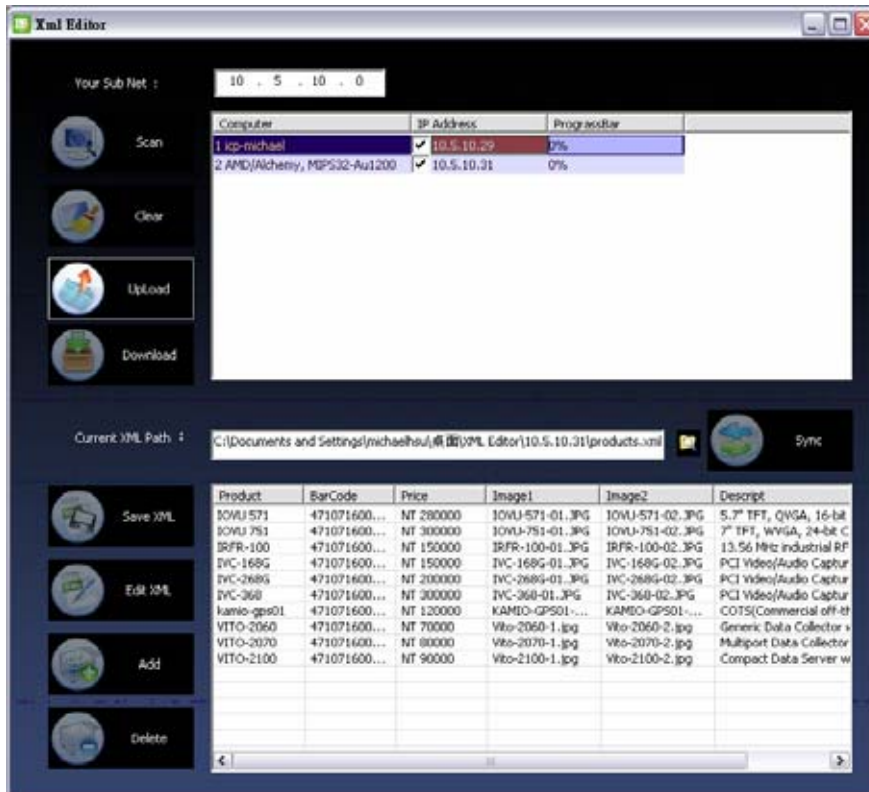 Xml Editor
Your Sub Net :
10 . 5 . 10 . 0
Scan
Clear
UpLoad
Download
Computer IP Address PrograssBar
1 icp-michael 10.5.10.29 0%
2 AMD/Alchemy, MIPS32-Au1200 10.5.10.31 0%
Current XML Path :
C:\Documents and Settings\michaelhsu\桌面\XML Editor\10.5.10.31\products.xml
Sync
Save XML
Edit XML
Add
Delete
Product BarCode Price Image1 Image2 Descript
IOVU 571 471071600... NT 280000 IOVU-571-01.JPG IOVU-571-02.JPG 5.7" TFT, QVGA, 16-bit
IOVU 751 471071600... NT 300000 IOVU-751-01.JPG IOVU-751-02.JPG 7" TFT, WVGA, 24-bit C
IRFR-100 471071600... NT 150000 IRFR-100-01.JPG IRFR-100-02.JPG 13.56 MHz industrial RF
IVC-168G 471071600... NT 150000 IVC-168G-01.JPG IVC-168G-02.JPG PCI Video/Audio Captur
IVC-268G 471071600... NT 200000 IVC-268G-01.JPG IVC-268G-02.JPG PCI Video/Audio Captur
IVC-368 471071600... NT 300000 IVC-368-01.JPG IVC-368-02.JPG PCI Video/Audio Captur
kamio-gps01 471071600... NT 120000 KAMIO-GPS01-... KAMIO-GPS01-... COTS(Commercial off-th
VITO-2060 471071600... NT 70000 Vito-2060-1.jpg Vito-2060-2.jpg Generic Data Collector w
VITO-2070 471071600... NT 80000 Vito-2070-1.jpg Vito-2070-2.jpg Multiport Data Collector
VITO-2100 471071600... NT 90000 Vito-2100-1.jpg Vito-2100-2.jpg Compact Data Server w